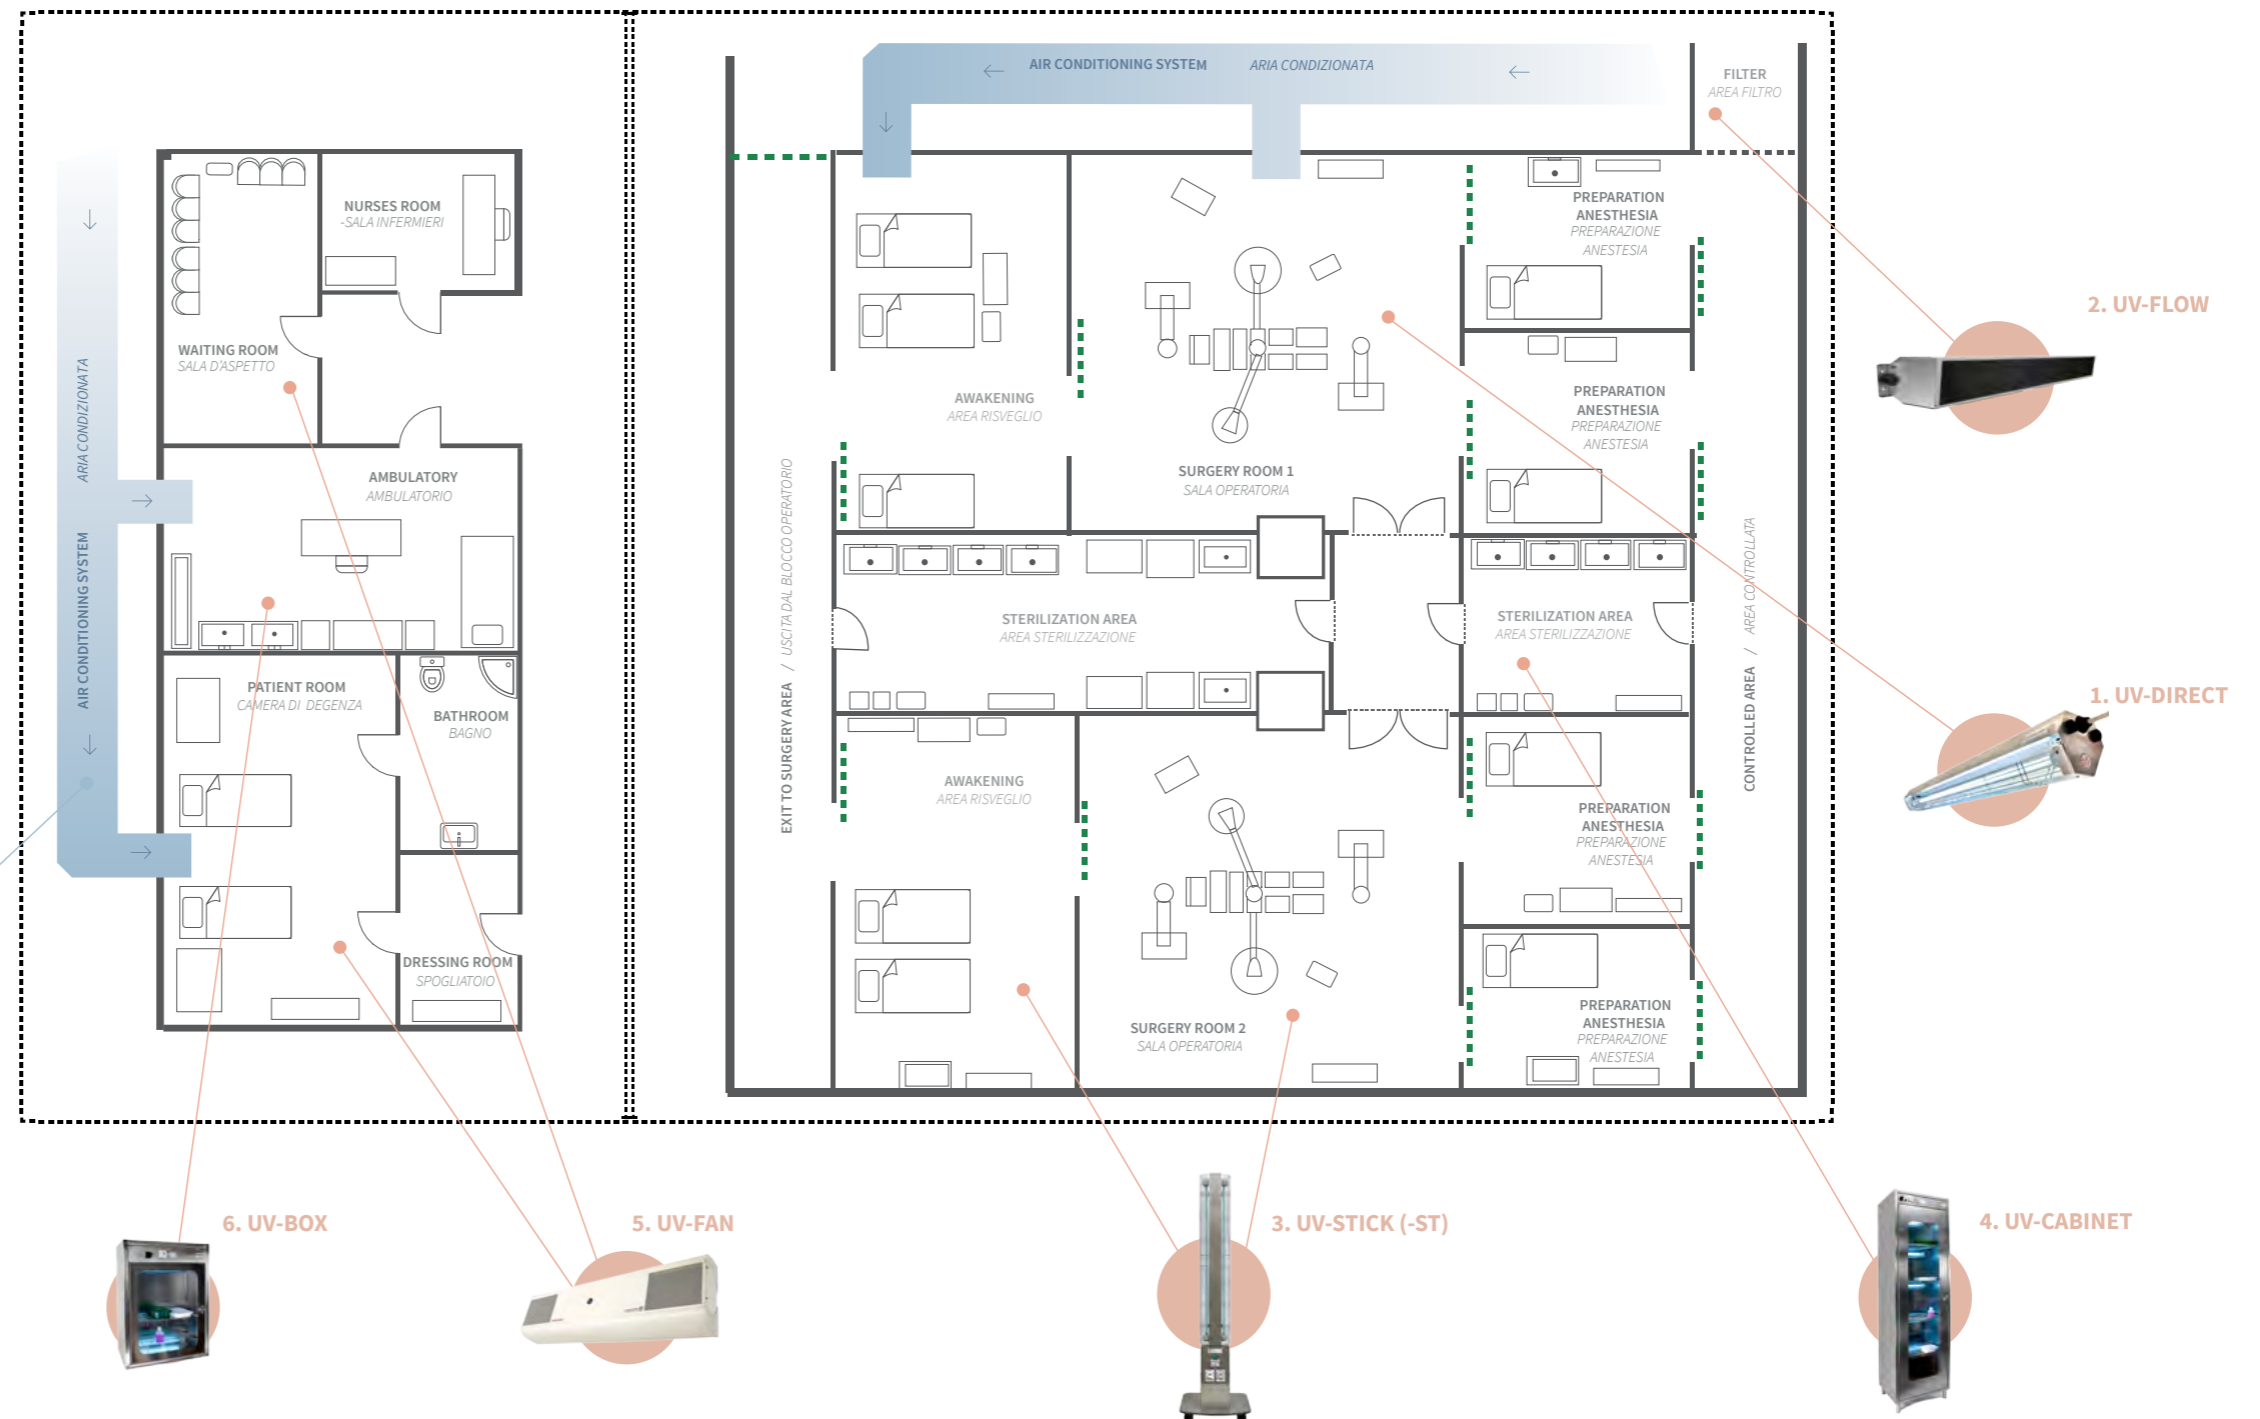 AIR CONDITIONING SYSTEM ARIA CONDIZIONATA
FILTER
AREA FILTRO
NURSES ROOM
-SALA INFERMIERI
WAITING ROOM
SALA D'ASPETTO
AIR CONDITIONING SYSTEM ARIA CONDIZIONATA
AMBULATORY
AMBULATORIO
PATIENT ROOM
CAMERA DI DEGENZA
BATHROOM
BAGNO
DRESSING ROOM
SPOGLIATOIO
EXIT TO SURGERY AREA / USCITA DAL BLOCCO OPERATORIO
AWAKENING
AREA RISVEGLIO
SURGERY ROOM 1
SALA OPERATORIA
PREPARATION
ANESTHESIA
PREPARAZIONE
ANESTESIA
PREPARATION
ANESTHESIA
PREPARAZIONE
ANESTESIA
STERILIZATION AREA
AREA STERILIZZAZIONE
STERILIZATION AREA
AREA STERILIZZAZIONE
CONTROLLED AREA / AREA CONTROLLATA
AWAKENING
AREA RISVEGLIO
SURGERY ROOM 2
SALA OPERATORIA
PREPARATION
ANESTHESIA
PREPARAZIONE
ANESTESIA
PREPARATION
ANESTHESIA
PREPARAZIONE
ANESTESIA
2. UV-FLOW
1. UV-DIRECT
6. UV-BOX
5. UV-FAN
3. UV-STICK (-ST)
4. UV-CABINET